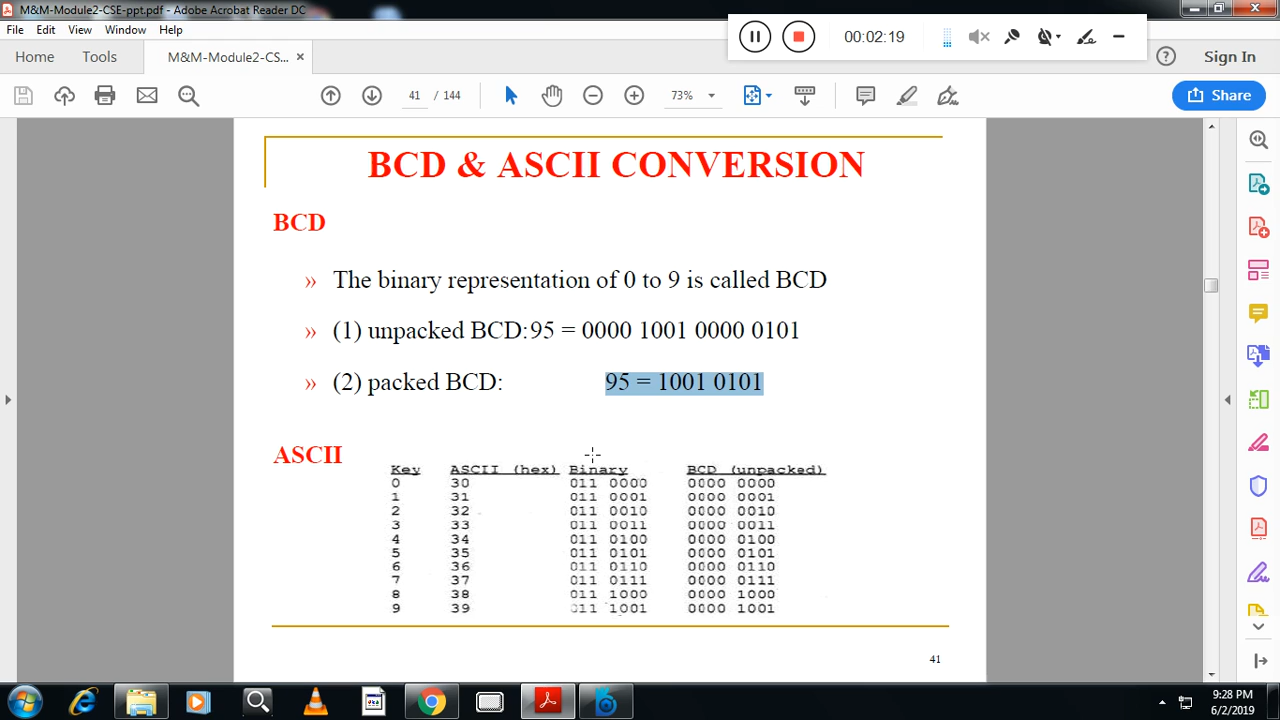 M&M-Module2-CSE-ppt.pdf - Adobe Acrobat Reader DC
File Edit View Window Help
00:02:19
Home Tools M&M-Module2-CS... × Sign In
41 / 144 73% Share
BCD & ASCII CONVERSION
BCD
» The binary representation of 0 to 9 is called BCD
» (1) unpacked BCD:95 = 0000 1001 0000 0101
» (2) packed BCD: 95 = 1001 0101
ASCII
Key ASCII (hex) Binary BCD (unpacked)
0 30 011 0000 0000 0000
1 31 011 0001 0000 0001
2 32 011 0010 0000 0010
3 33 011 0011 0000 0011
4 34 011 0100 0000 0100
5 35 011 0101 0000 0101
6 36 011 0110 0000 0110
7 37 011 0111 0000 0111
8 38 011 1000 0000 1000
9 39 011 1001 0000 1001
41
9:28 PM
6/2/2019